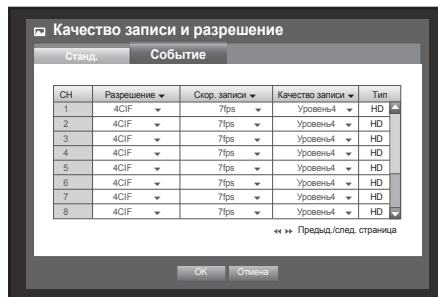 Качество записи и разрешение
Станд. Событие
CH Разрешение Скор. записи Качество записи Тип
1 4CIF 7fps Уровень4 HD
2 4CIF 7fps Уровень4 HD
3 4CIF 7fps Уровень4 HD
4 4CIF 7fps Уровень4 HD
5 4CIF 7fps Уровень4 HD
6 4CIF 7fps Уровень4 HD
7 4CIF 7fps Уровень4 HD
8 4CIF 7fps Уровень4 HD
Предыд./след. страница
OK Отмена